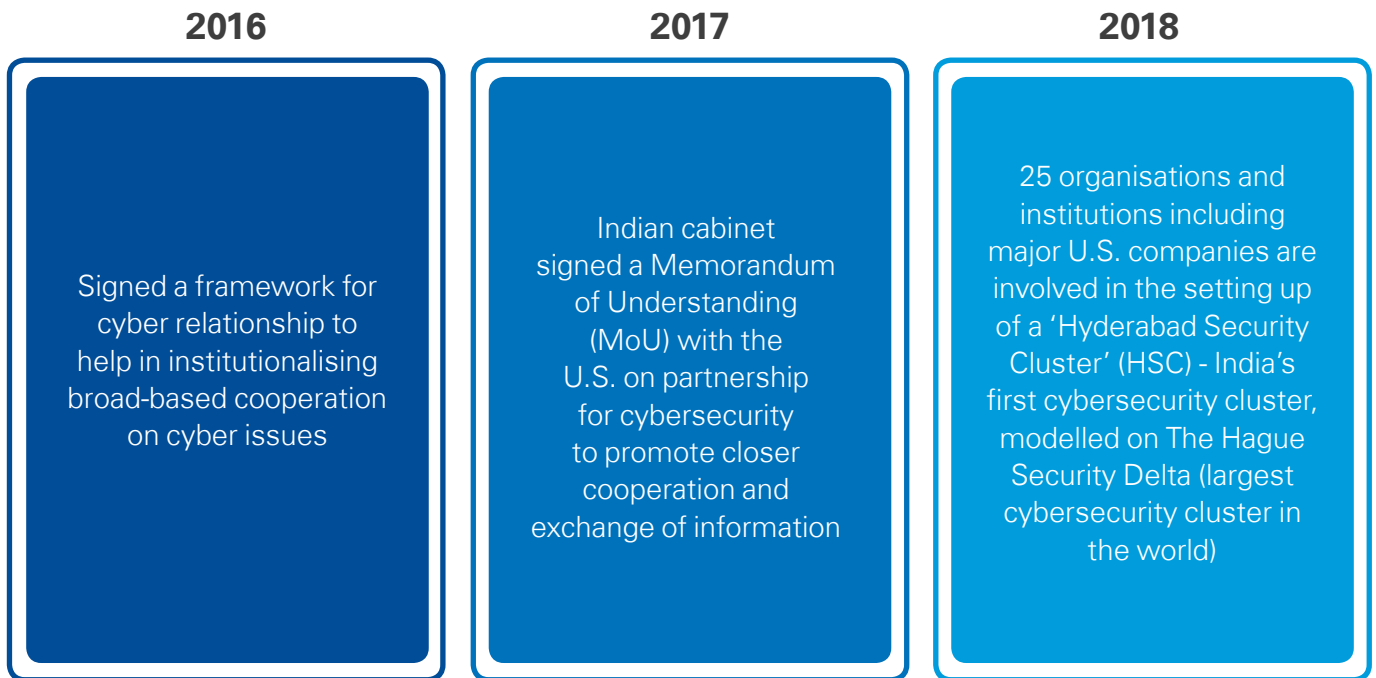 2016
Signed a framework for
cyber relationship to
help in institutionalising
broad-based cooperation
on cyber issues
2017
Indian cabinet
signed a Memorandum
of Understanding
(MoU) with the
U.S. on partnership
for cybersecurity
to promote closer
cooperation and
exchange of information
2018
25 organisations and
institutions including
major U.S. companies are
involved in the setting up
of a ‘Hyderabad Security
Cluster’ (HSC) - India’s
first cybersecurity cluster,
modelled on The Hague
Security Delta (largest
cybersecurity cluster in
the world)